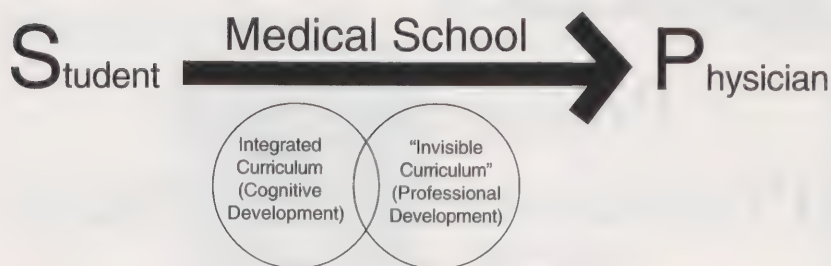 Medical School
Student
Physician
Integrated
Curriculum
(Cognitive
Development)
"Invisible
Curriculum"
(Professional
Development)